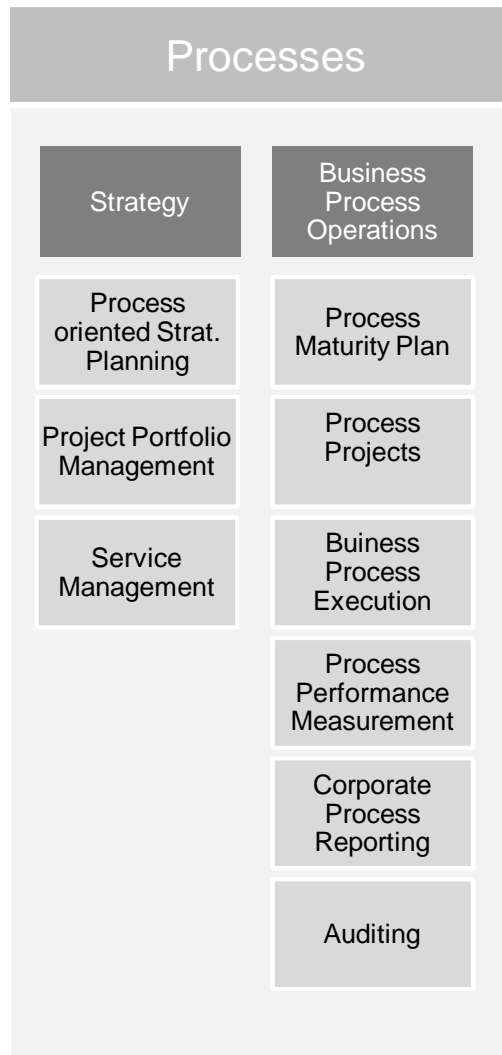 Processes
Strategy
Business
Process
Operations
Process
oriented Strat.
Planning
Project Portfolio
Management
Service
Management
Process
Maturity Plan
Process
Projects
Buiness
Process
Execution
Process
Performance
Measurement
Corporate
Process
Reporting
Auditing